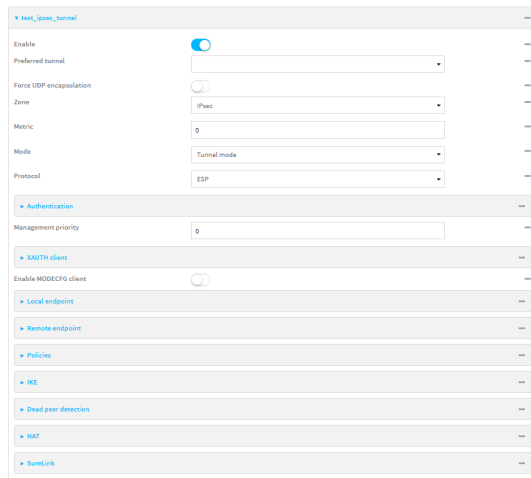 test_ipsec_tunnel
Enable
Preferred tunnel
Force UDP encapsulation
Zone
IPsec
Metric
0
Mode
Tunnel mode
Protocol
ESP
Authentication
Management priority
0
XAUTH client
Enable MODECFG client
Local endpoint
Remote endpoint
Policies
IKE
Dead peer detection
NAT
SureLink